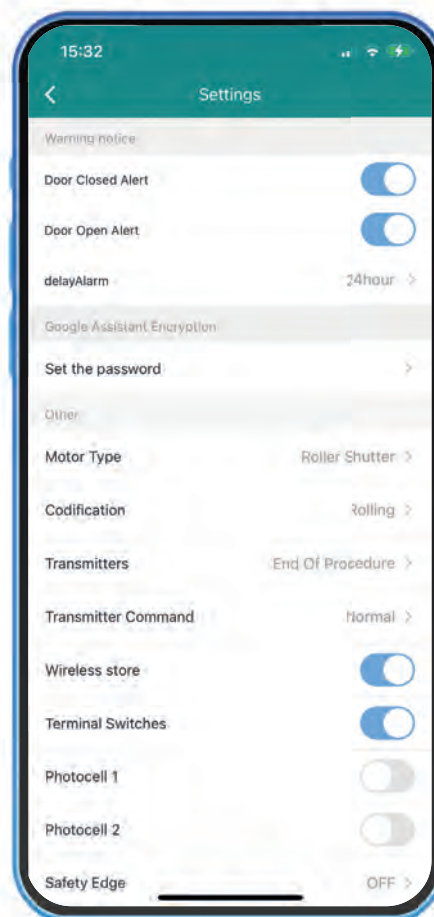 15:32
Settings
Warning notice
Door Closed Alert
Door Open Alert
delayAlarm 24hour >
Google Assistant Encryption
Set the password >
Other
Motor Type Roller Shutter >
Codification Rolling >
Transmitters End Of Procedure >
Transmitter Command Normal >
Wireless store
Terminal Switches
Photocell 1
Photocell 2
Safety Edge OFF >